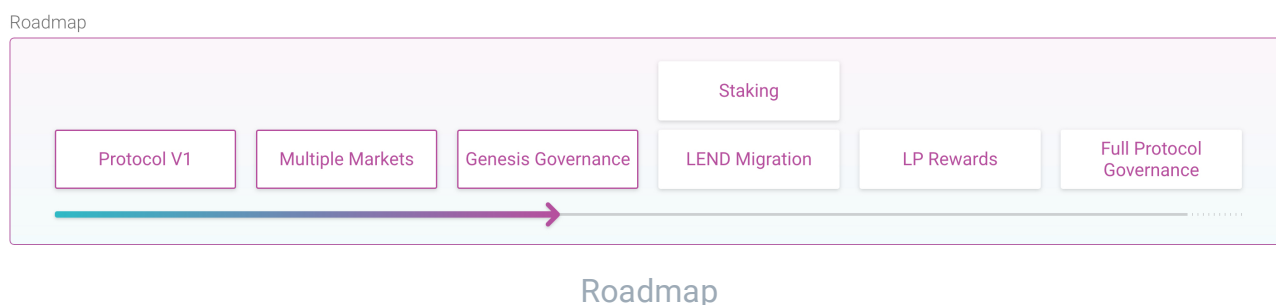 Roadmap
Staking
Protocol V1
Multiple Markets
Genesis Governance
LEND Migration
LP Rewards
Full Protocol
Governance
Roadmap